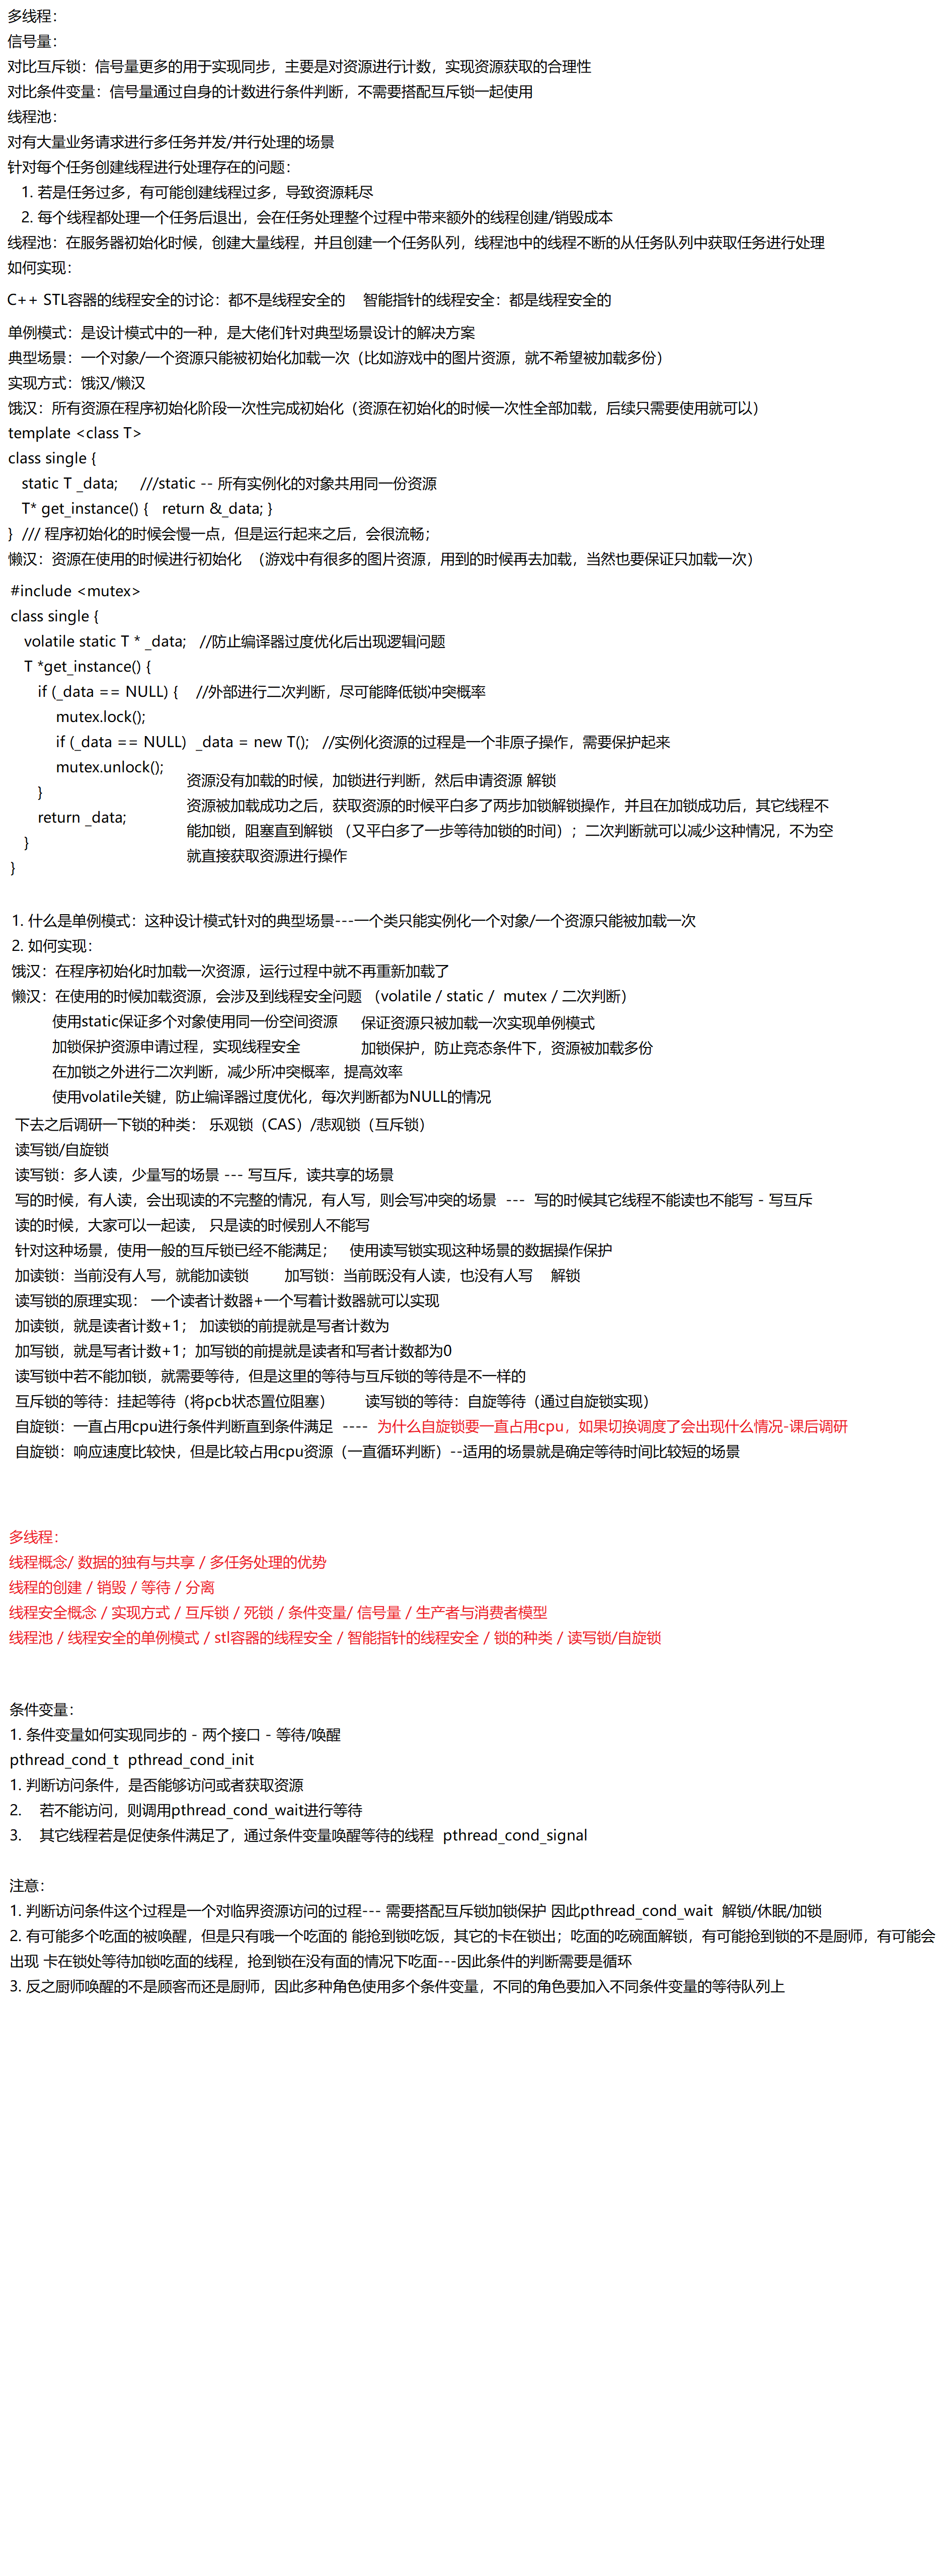 多线程：
信号量：
对比互斥锁：信号量更多的用于实现同步，主要是对资源进行计数，实现资源获取的合理性
对比条件变量：信号量通过自身的计数进行条件判断，不需要搭配互斥锁一起使用
线程池：
对有大量业务请求进行多任务并发/并行处理的场景
针对每个任务创建线程进行处理存在的问题：
1. 若是任务过多，有可能创建线程过多，导致资源耗尽
2. 每个线程都处理一个任务后退出，会在任务处理整个过程中带来额外的线程创建/销毁成本
线程池：在服务器初始化时候，创建大量线程，并且创建一个任务队列，线程池中的线程不断的从任务队列中获取任务进行处理
如何实现：
C++ STL容器的线程安全的讨论：都不是线程安全的    智能指针的线程安全：都是线程安全的
单例模式：是设计模式中的一种，是大佬们针对典型场景设计的解决方案
典型场景：一个对象/一个资源只能被初始化加载一次（比如游戏中的图片资源，就不希望被加载多份）
实现方式：饿汉/懒汉
饿汉：所有资源在程序初始化阶段一次性完成初始化（资源在初始化的时候一次性全部加载，后续只需要使用就可以）
template <class T>
class single {
static T _data;     ///static -- 所有实例化的对象共用同一份资源
T* get_instance() {   return &_data; }
}  /// 程序初始化的时候会慢一点，但是运行起来之后，会很流畅；
懒汉：资源在使用的时候进行初始化  （游戏中有很多的图片资源，用到的时候再去加载，当然也要保证只加载一次）
#include <mutex>
class single {
volatile static T * _data;   //防止编译器过度优化后出现逻辑问题
T *get_instance() {
if (_data == NULL) {    //外部进行二次判断，尽可能降低锁冲突概率
mutex.lock();
if (_data == NULL)  _data = new T();   //实例化资源的过程是一个非原子操作，需要保护起来
mutex.unlock();
}
return _data;
}
}
资源没有加载的时候，加锁进行判断，然后申请资源 解锁
资源被加载成功之后，获取资源的时候平白多了两步加锁解锁操作，并且在加锁成功后，其它线程不
能加锁，阻塞直到解锁 （又平白多了一步等待加锁的时间）；二次判断就可以减少这种情况，不为空
就直接获取资源进行操作
1. 什么是单例模式：这种设计模式针对的典型场景---一个类只能实例化一个对象/一个资源只能被加载一次
2. 如何实现：
饿汉：在程序初始化时加载一次资源，运行过程中就不再重新加载了
懒汉：在使用的时候加载资源，会涉及到线程安全问题 （volatile / static /  mutex / 二次判断）
使用static保证多个对象使用同一份空间资源     保证资源只被加载一次实现单例模式
加锁保护资源申请过程，实现线程安全     加锁保护，防止竞态条件下，资源被加载多份
在加锁之外进行二次判断，减少所冲突概率，提高效率
使用volatile关键，防止编译器过度优化，每次判断都为NULL的情况
下去之后调研一下锁的种类： 乐观锁（CAS）/悲观锁（互斥锁）
读写锁/自旋锁
读写锁：多人读，少量写的场景 --- 写互斥，读共享的场景
写的时候，有人读，会出现读的不完整的情况，有人写，则会写冲突的场景  ---  写的时候其它线程不能读也不能写 - 写互斥
读的时候，大家可以一起读， 只是读的时候别人不能写
针对这种场景，使用一般的互斥锁已经不能满足；   使用读写锁实现这种场景的数据操作保护
加读锁：当前没有人写，就能加读锁        加写锁：当前既没有人读，也没有人写    解锁
读写锁的原理实现： 一个读者计数器+一个写着计数器就可以实现
加读锁，就是读者计数+1； 加读锁的前提就是写者计数为
加写锁，就是写者计数+1；加写锁的前提就是读者和写者计数都为0
读写锁中若不能加锁，就需要等待，但是这里的等待与互斥锁的等待是不一样的
互斥锁的等待：挂起等待（将pcb状态置位阻塞）       读写锁的等待：自旋等待（通过自旋锁实现）
自旋锁：一直占用cpu进行条件判断直到条件满足  ----  为什么自旋锁要一直占用cpu，如果切换调度了会出现什么情况-课后调研
自旋锁：响应速度比较快，但是比较占用cpu资源（一直循环判断）--适用的场景就是确定等待时间比较短的场景
多线程：
线程概念/ 数据的独有与共享 / 多任务处理的优势
线程的创建 / 销毁 / 等待 / 分离
线程安全概念 / 实现方式 / 互斥锁 / 死锁 / 条件变量/ 信号量 / 生产者与消费者模型
线程池 / 线程安全的单例模式 / stl容器的线程安全 / 智能指针的线程安全 / 锁的种类 / 读写锁/自旋锁
条件变量：
1. 条件变量如何实现同步的 - 两个接口 - 等待/唤醒
pthread_cond_t  pthread_cond_init
1. 判断访问条件，是否能够访问或者获取资源
2.    若不能访问，则调用pthread_cond_wait进行等待
3.    其它线程若是促使条件满足了，通过条件变量唤醒等待的线程  pthread_cond_signal
注意：
1. 判断访问条件这个过程是一个对临界资源访问的过程--- 需要搭配互斥锁加锁保护 因此pthread_cond_wait  解锁/休眠/加锁
2. 有可能多个吃面的被唤醒，但是只有哦一个吃面的 能抢到锁吃饭，其它的卡在锁出；吃面的吃碗面解锁，有可能抢到锁的不是厨师，有可能会
出现 卡在锁处等待加锁吃面的线程，抢到锁在没有面的情况下吃面---因此条件的判断需要是循环
3. 反之厨师唤醒的不是顾客而还是厨师，因此多种角色使用多个条件变量，不同的角色要加入不同条件变量的等待队列上